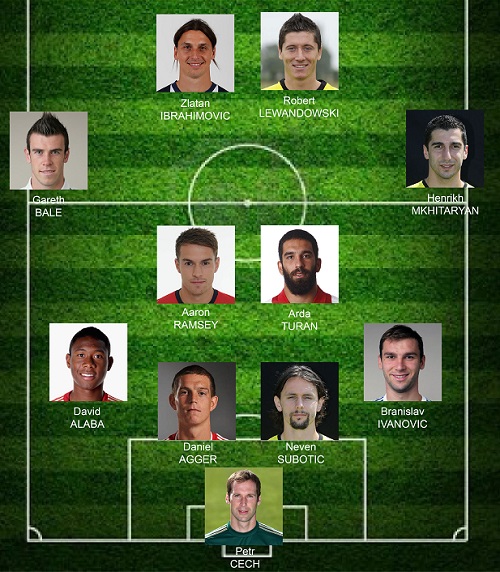 Zlatan
IBRAHIMOVIC
Robert
LEWANDOWSKI
Gareth
BALE
Henrikh
MKHITARYAN
Aaron
RAMSEY
Arda
TURAN
David
ALABA
Daniel
AGGER
Neven
SUBOTIC
Branislav
IVANOVIC
Petr
CECH